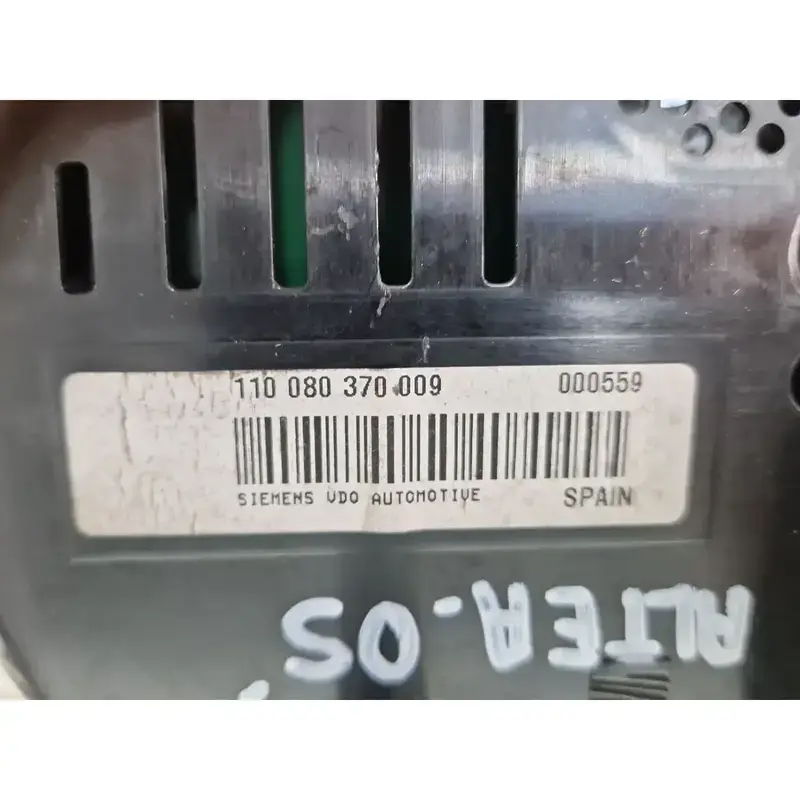 110 080 370 009 000559
SIEMENS VDO AUTOMOTIVE SPAIN
ALTEA-05'